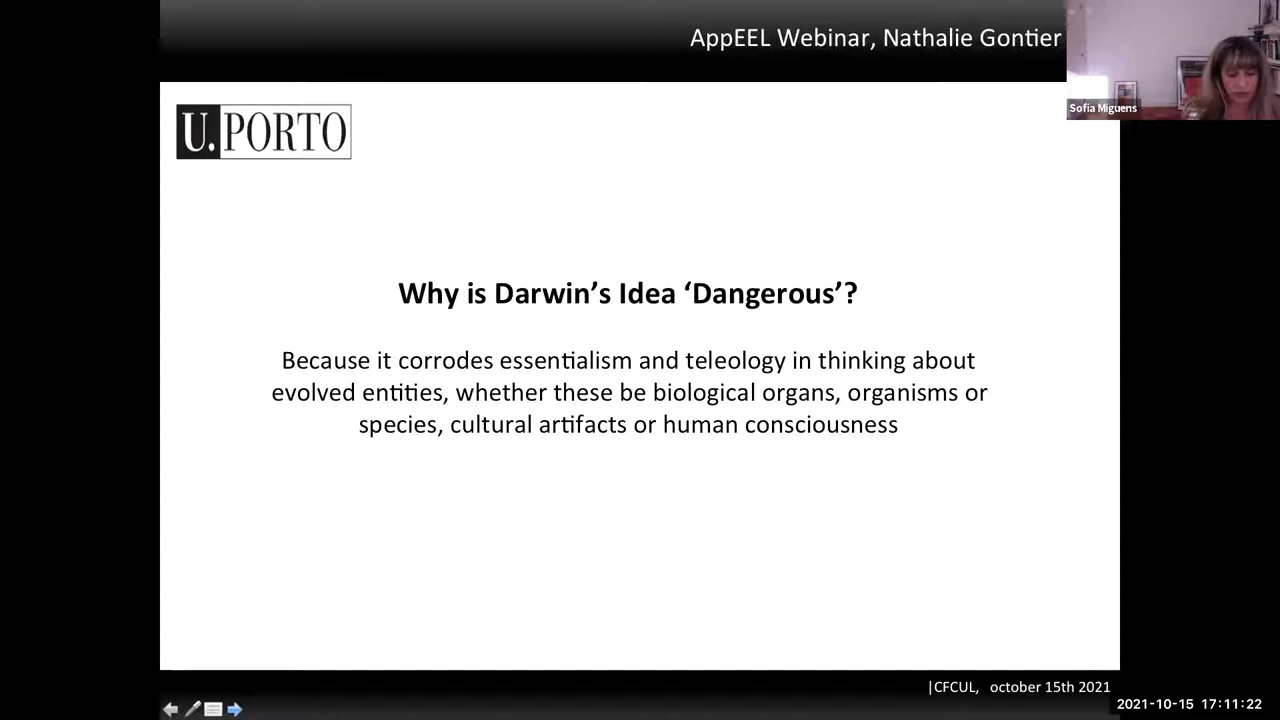 AppEEL Webinar, Nathalie Gontier
Sofia Miguens
U.PORTO
Why is Darwin’s Idea ‘Dangerous’?
Because it corrodes essentialism and teleology in thinking about
evolved entities, whether these be biological organs, organisms or
species, cultural artifacts or human consciousness
|CFCUL, october 15th 2021
2021-10-15 17:11:22